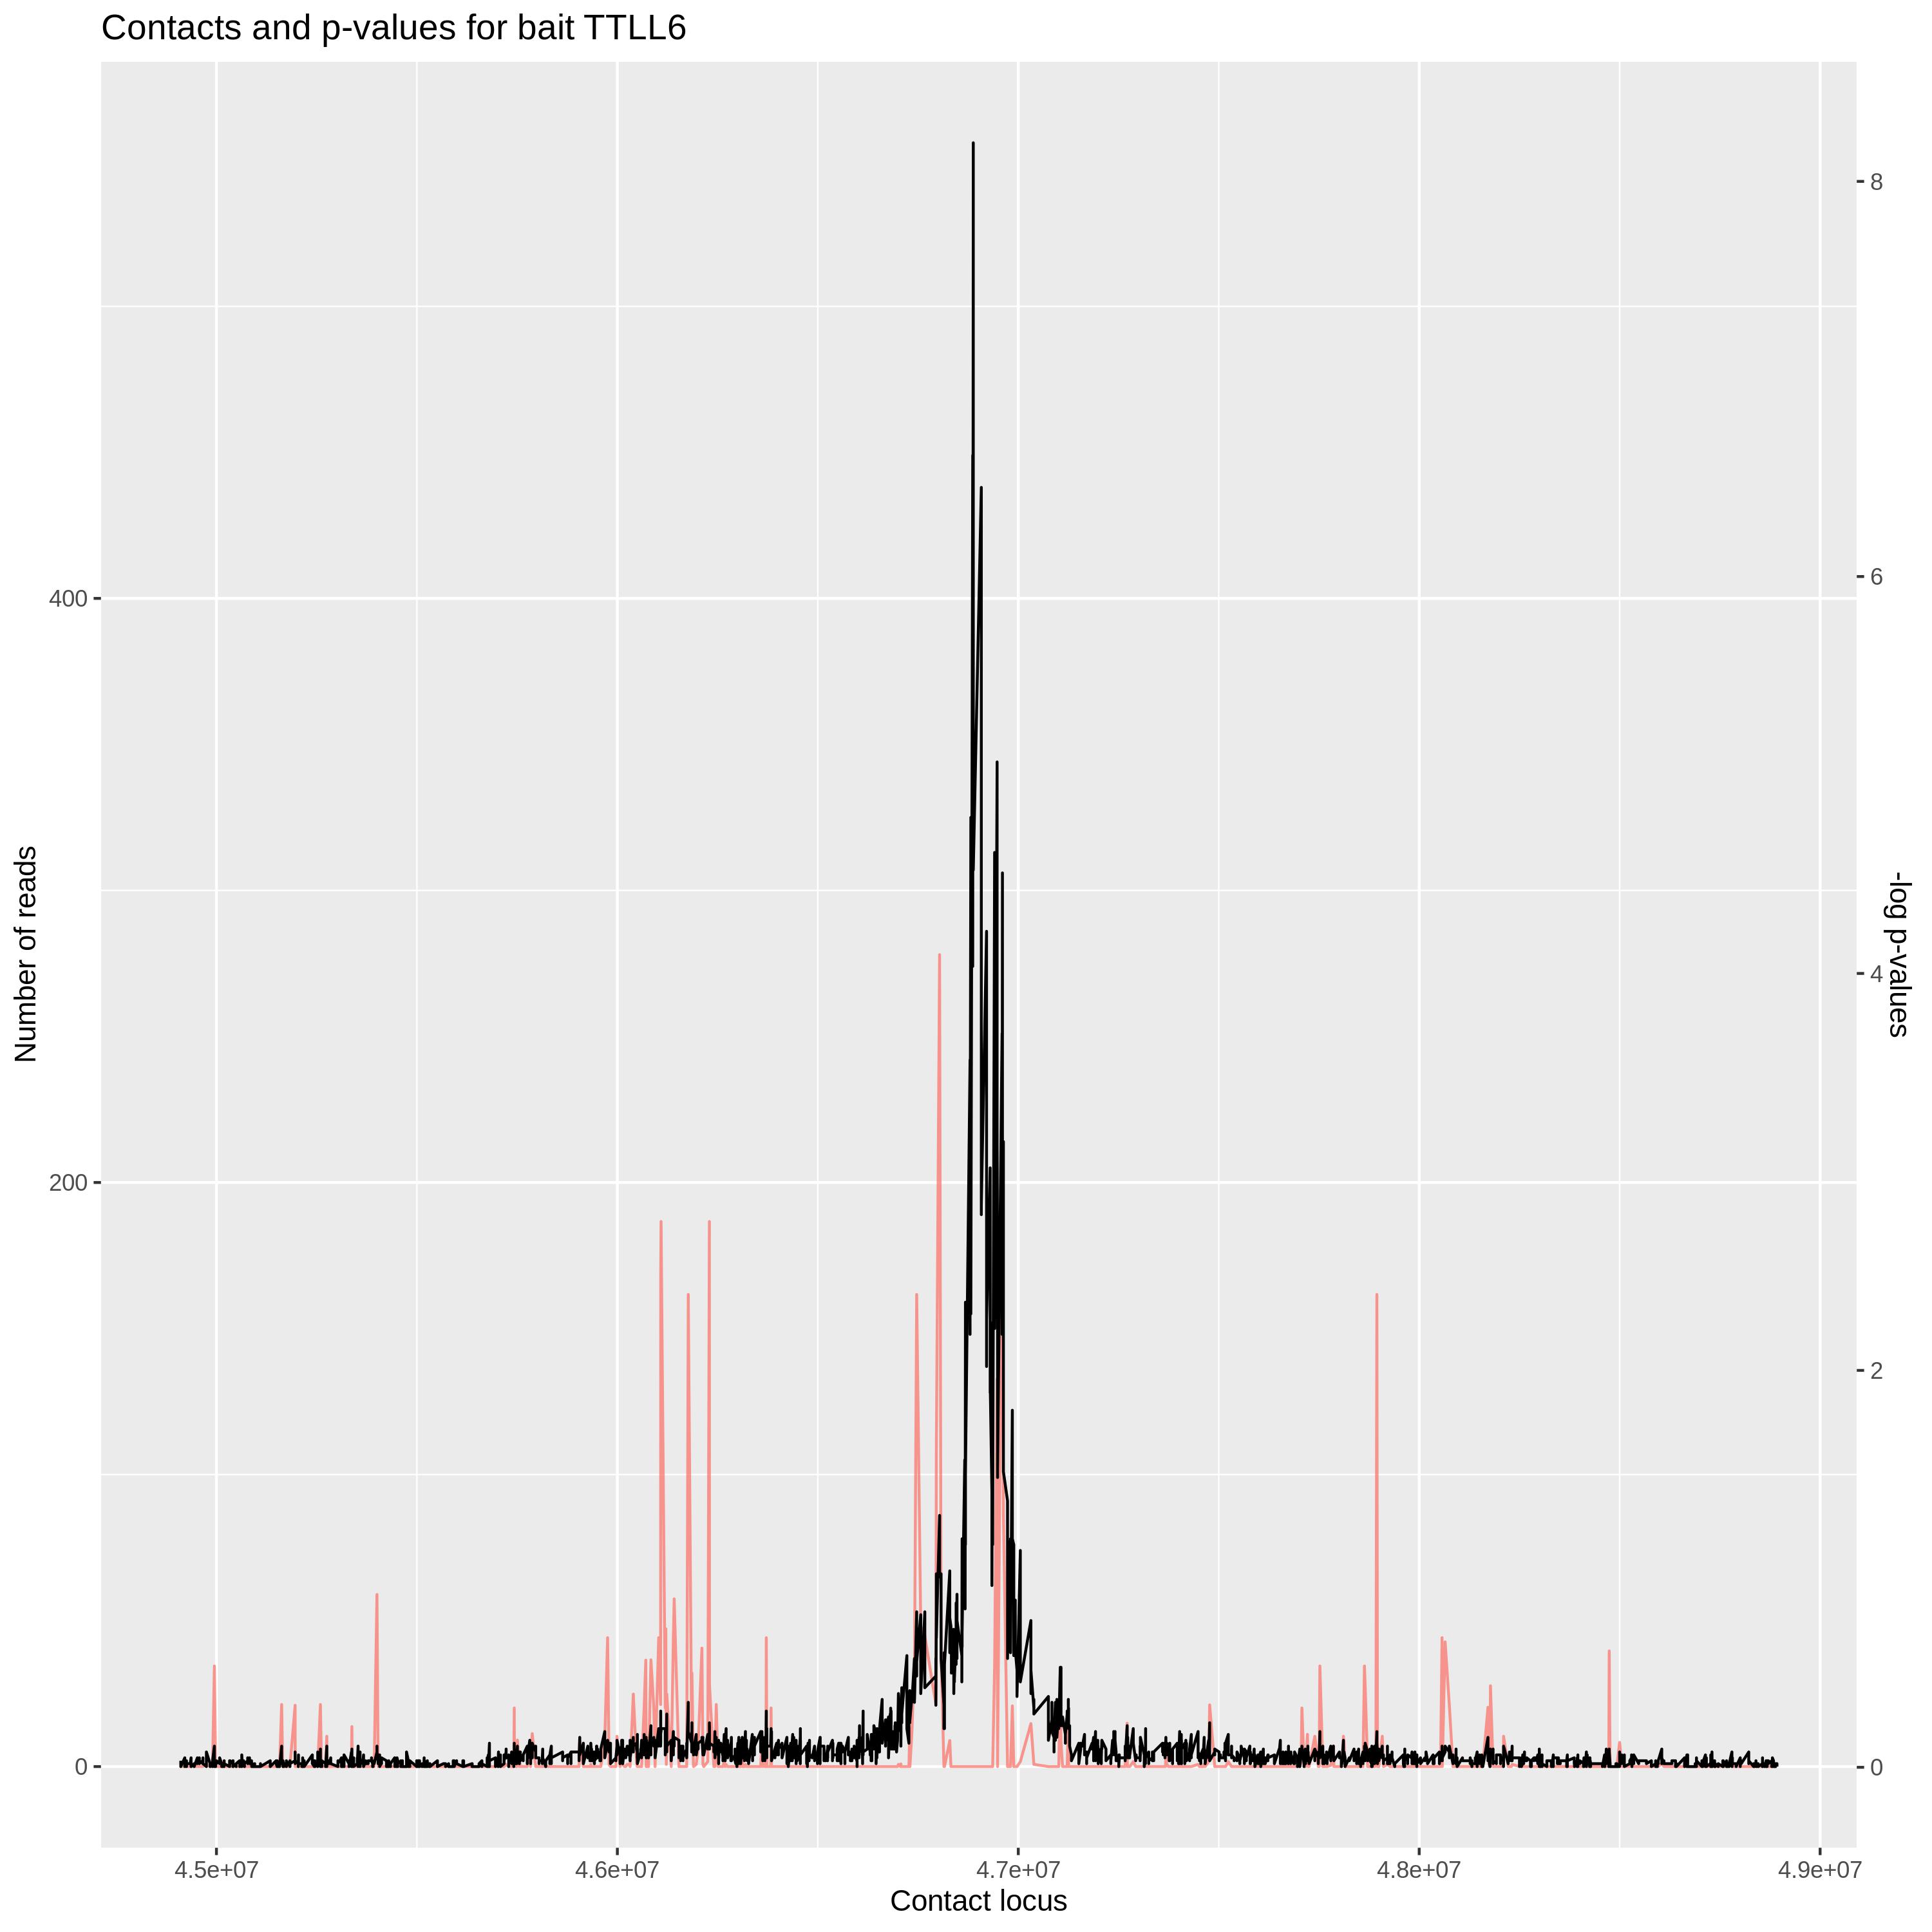 Contacts and p-values for bait TTLL6
Number of reads
400
200
0
8
6
4
2
0
-log p-values
4.5e+07
4.6e+07
4.7e+07
4.8e+07
4.9e+07
Contact locus